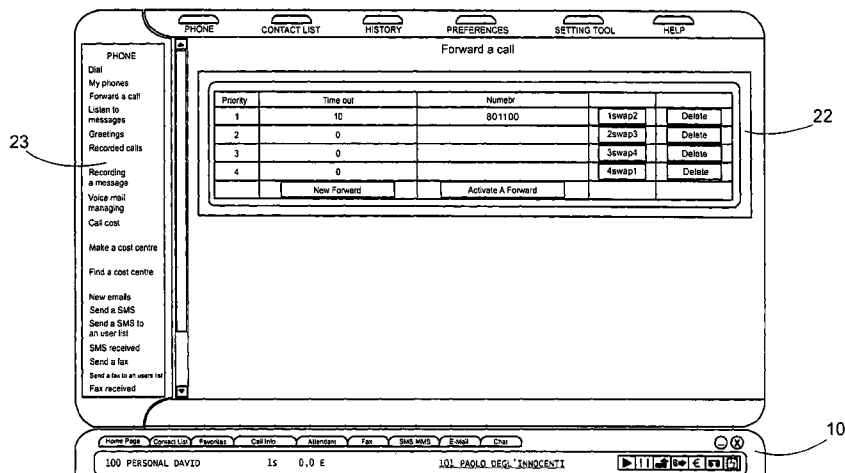 PHONE CONTACT LIST HISTORY PREFERENCES SETTING TOOL HELP
Forward a call
PHONE
Dial
My phones
Forward a call
Listen to
messages
Greetings
Recorded calls
Recording
a message
Voice mail
managing
Call cost
Make a cost centre
Find a cost centre
New emails
Send a SMS
Send a SMS to
an user list
SMS received
Send a fax
Send a fax to an users list
Fax received
23
Priority Time out Numebr
1 10 801100 1swap2 Delete
2 0 2swap3 Delete
3 0 3swap4 Delete
4 0 4swap1 Delete
New Forward Activate A Forward
22
Home Page Contact List Favorites Call Info Attendant Fax SMS MMS E-Mail Chat
100 PERSONAL DAVID 1s 0,0 E 101 PAOLO DEGL'INNOCENTI
10